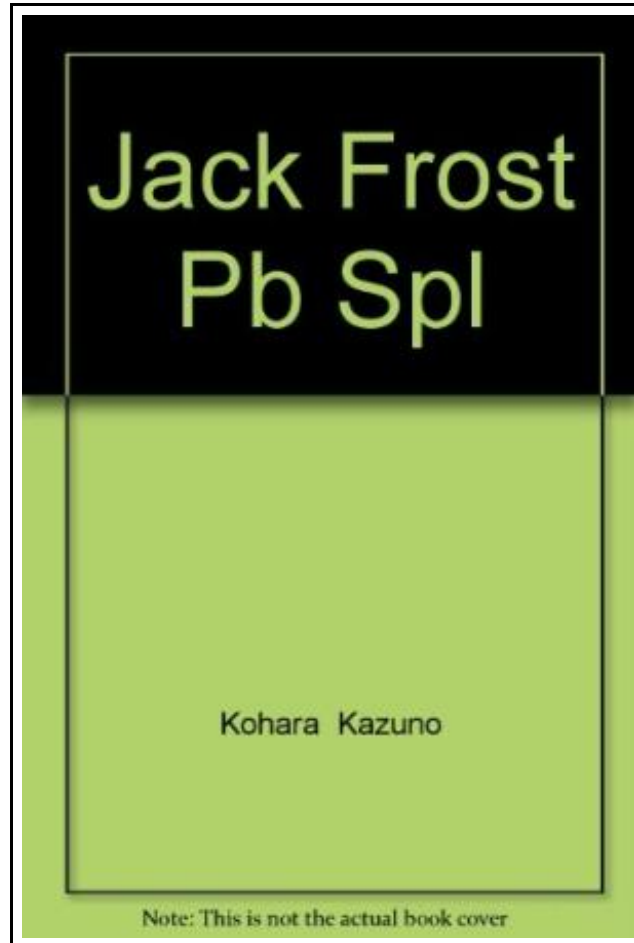 Jack Frost
Pb Spl
Kohara Kazuno
Note: This is not the actual book cover